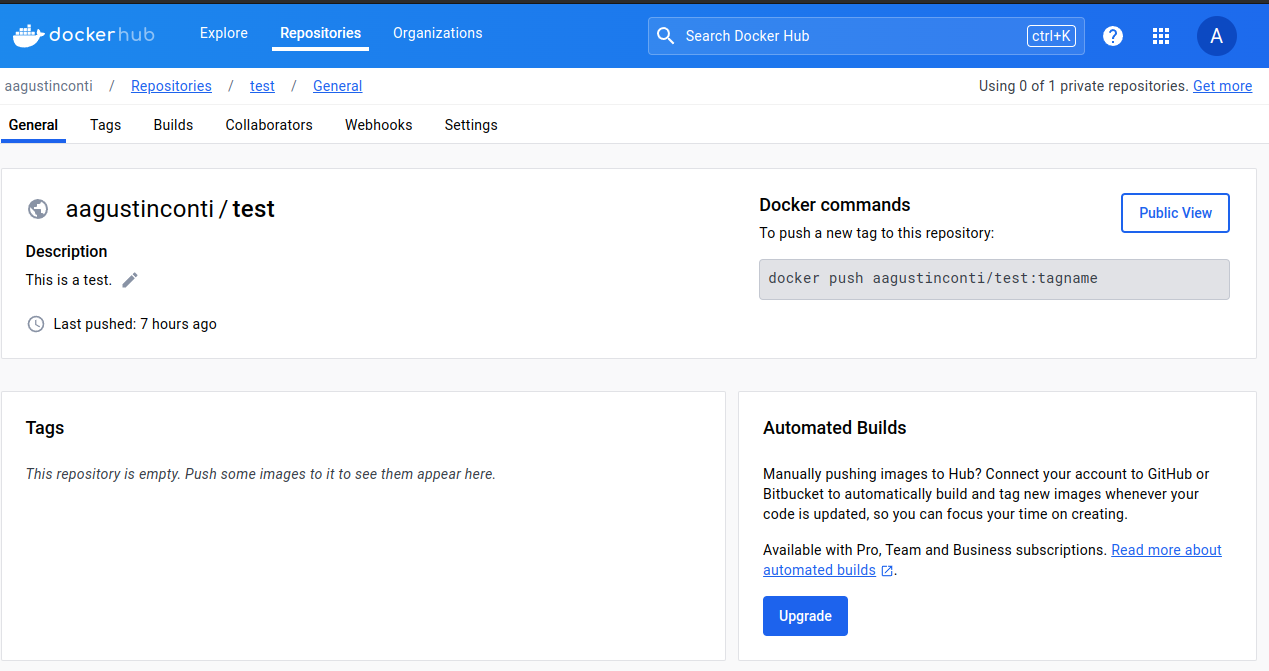 dockerhub
Explore
Repositories
Organizations
Search Docker Hub
ctrl+K
?
A
aagustinconti / Repositories / test / General
Using 0 of 1 private repositories. Get more
General
Tags
Builds
Collaborators
Webhooks
Settings
aagustinconti / test
Description
This is a test.
Last pushed: 7 hours ago
Docker commands
To push a new tag to this repository:
Public View
docker push aagustinconti/test:tagname
Tags
This repository is empty. Push some images to it to see them appear here.
Automated Builds
Manually pushing images to Hub? Connect your account to GitHub or
Bitbucket to automatically build and tag new images whenever your
code is updated, so you can focus your time on creating.
Available with Pro, Team and Business subscriptions. Read more about
automated builds.
Upgrade